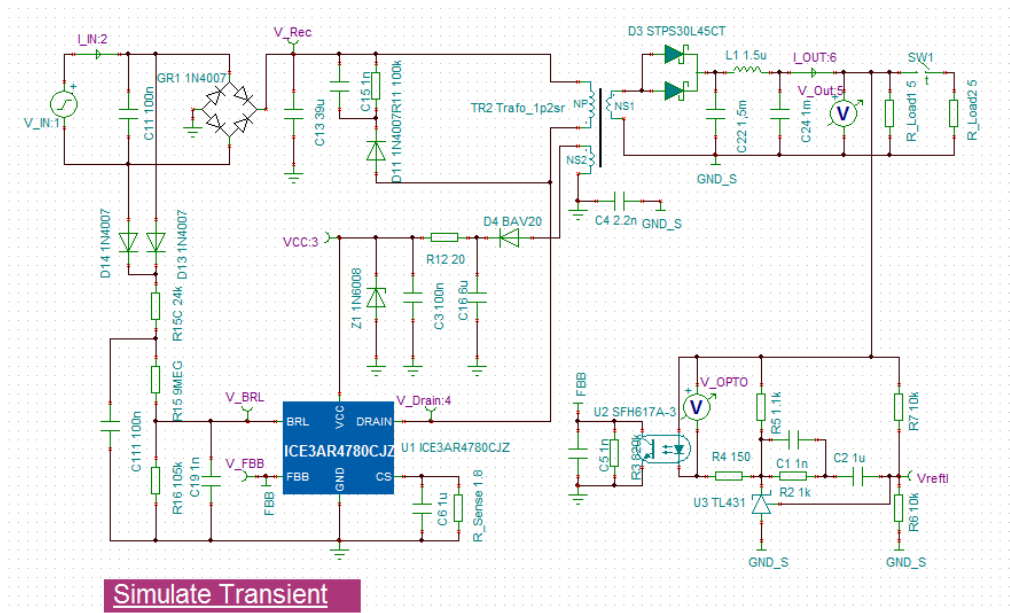 I_IN:2
V_IN:1
C11 100n
GR1 1N4007
V_Rec
C13 39u
C15 1n
R11 100k
D11 1N4007
TR2 Trafo_1p2sr
NP
NS1
NS2
D3 STPS30L45CT
L1 1.5u
I_OUT:6
SW1
t
V_Out:5
V
C22 1,5m
C24 1m
R_Load1 5
R_Load2 5
GND_S
C4 2.2n
GND_S
D14 1N4007
D13 1N4007
VCC:3
D4 BAV20
R12 20
Z1 1N6008
C3 100n
C16 6u
R15C 24k
R15 9MEG
C111 100n
R16 105k
C19 1n
V_BRL
V_FBB
FBB
BRL
VCC
DRAIN
ICE3AR4780CJZ
FBB
GND
CS
U1 ICE3AR4780CJZ
V_Drain:4
C6 1u
R_Sense 1.8
FBB
C5 1n
R3 820k
U2 SFH617A-3
V_OPTO
V
R5 1.1k
R7 10k
R4 150
C1 1n
C2 1u
R2 1k
U3 TL431
Vreftl
R6 10k
GND_S
GND_S
Simulate Transient